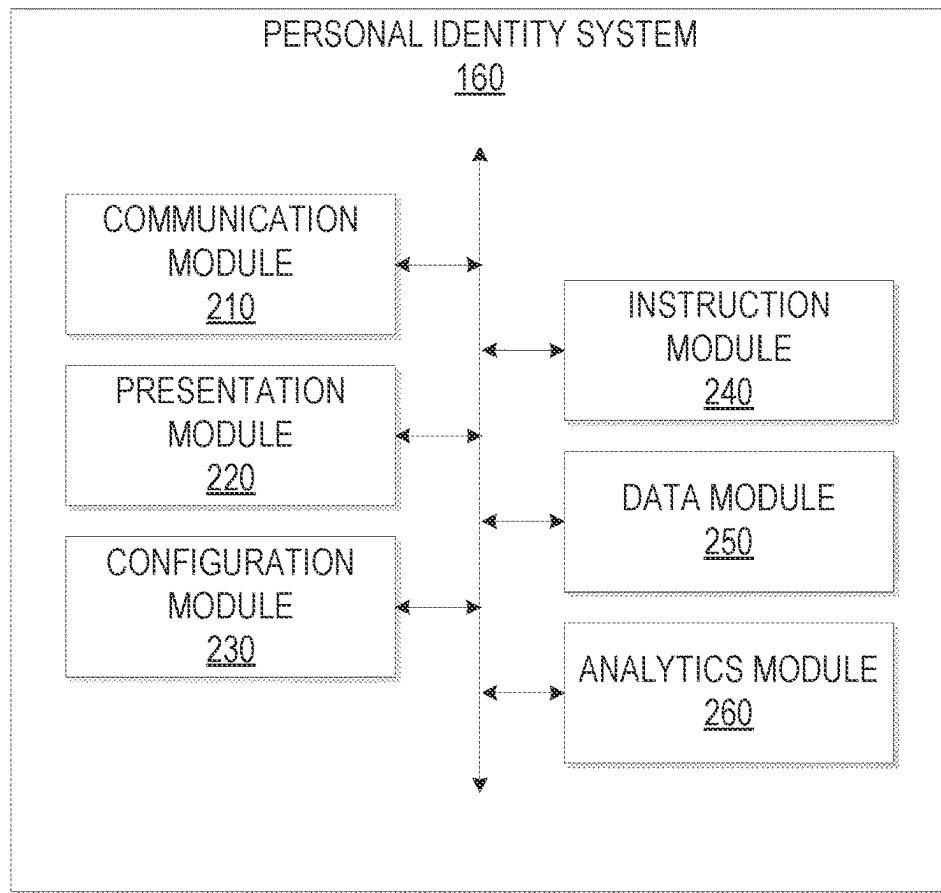 PERSONAL IDENTITY SYSTEM
160
COMMUNICATION
MODULE
210
PRESENTATION
MODULE
220
CONFIGURATION
MODULE
230
INSTRUCTION
MODULE
240
DATA MODULE
250
ANALYTICS MODULE
260